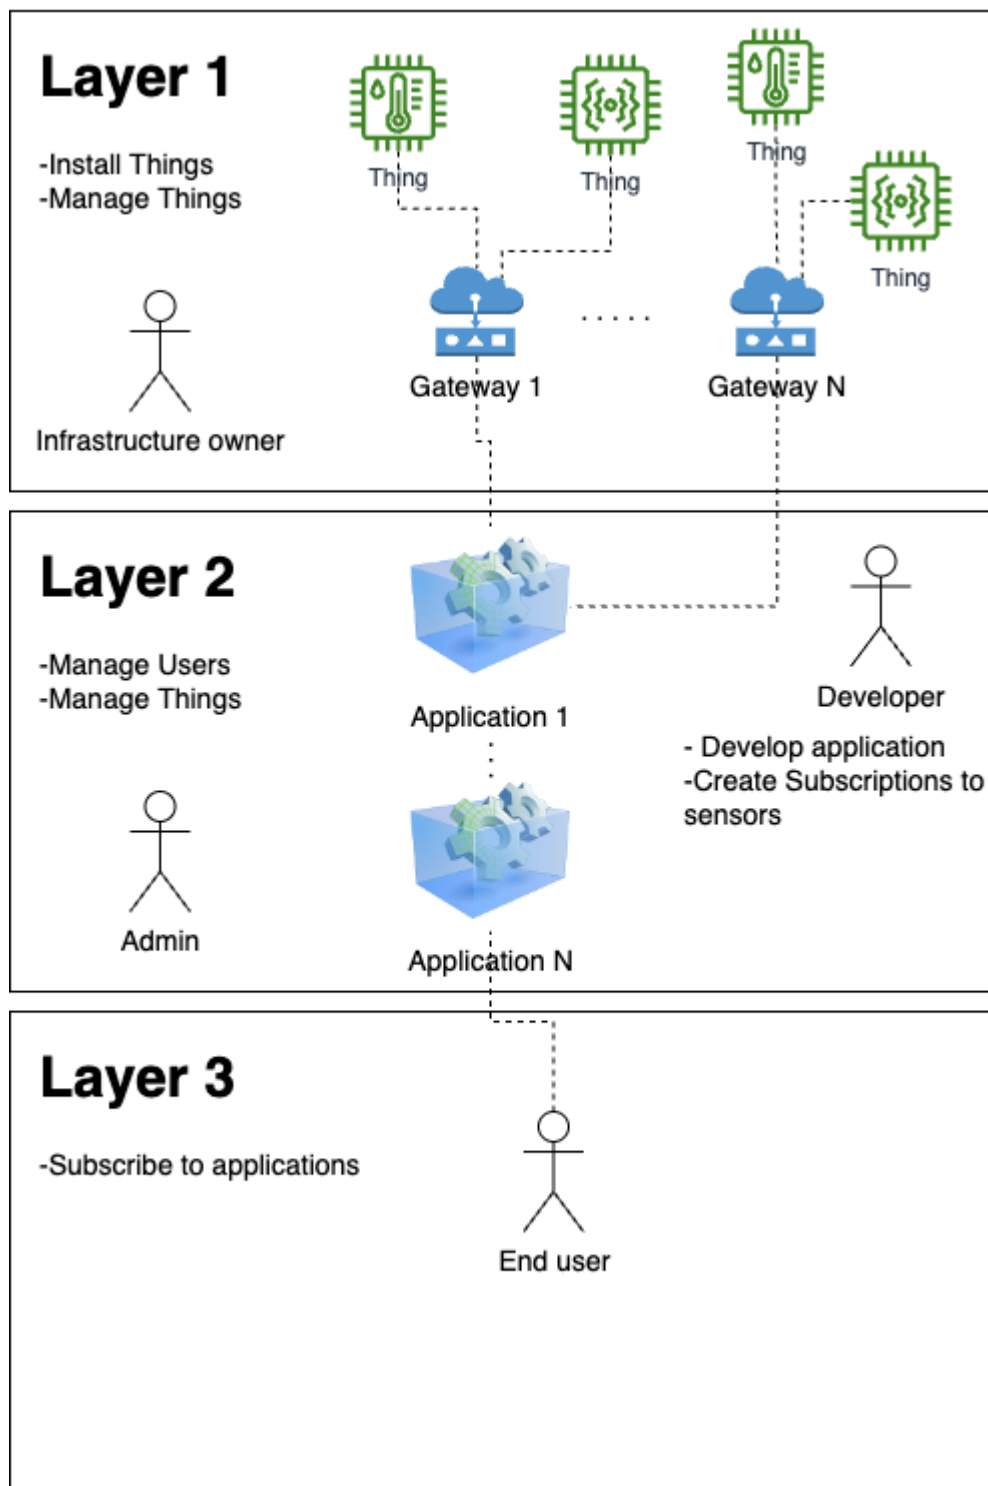 Layer 1
-Install Things
-Manage Things
Thing
Thing
Thing
Thing
Gateway 1
.....
Gateway N
Infrastructure owner
Layer 2
-Manage Users
-Manage Things
Application 1
Developer
- Develop application
-Create Subscriptions to
sensors
Admin
Application N
Layer 3
-Subscribe to applications
End user